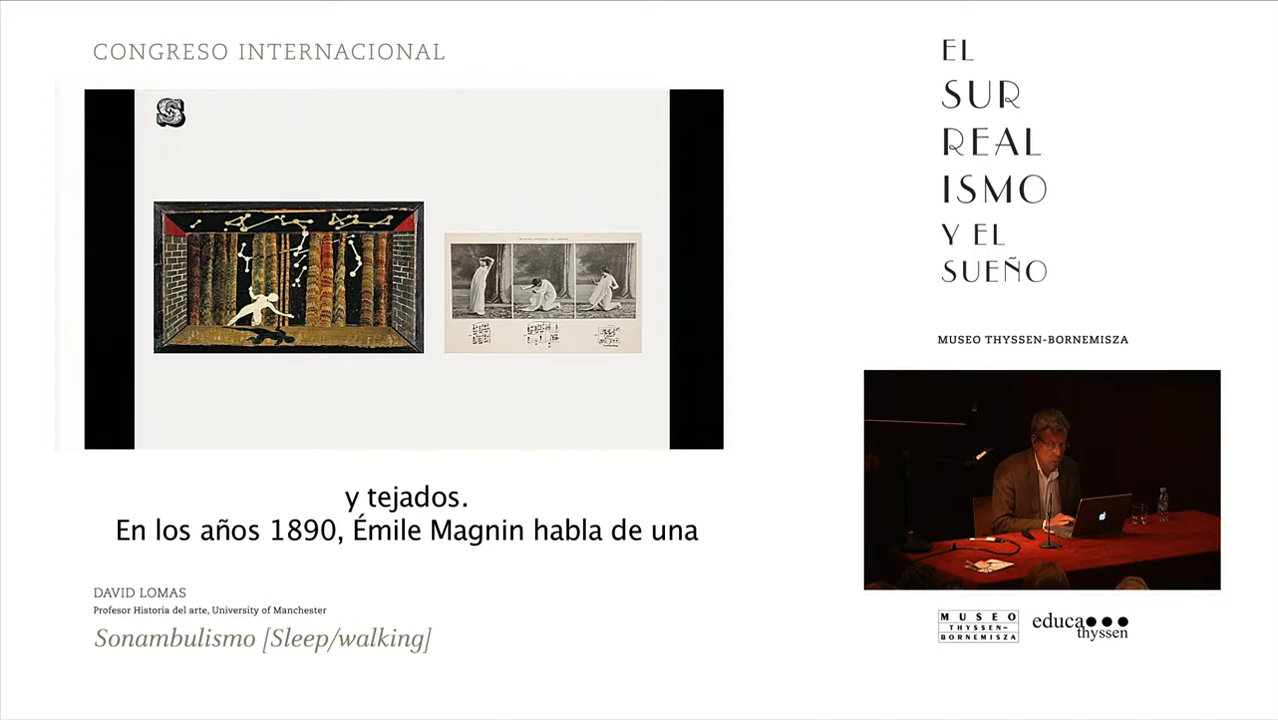 CONGRESO INTERNACIONAL
S
y tejados.
En los años 1890, Émile Magnin habla de una
DAVID LOMAS
Profesor Historia del arte, University of Manchester
Sonambulismo [Sleep/walking]
EL
SUR
REAL
ISMO
Y EL
SUEÑO
MUSEO THYSSEN-BORNEMISZA
MUSEO
THYSSEN-
BORNEMISZA
educa
thyssen